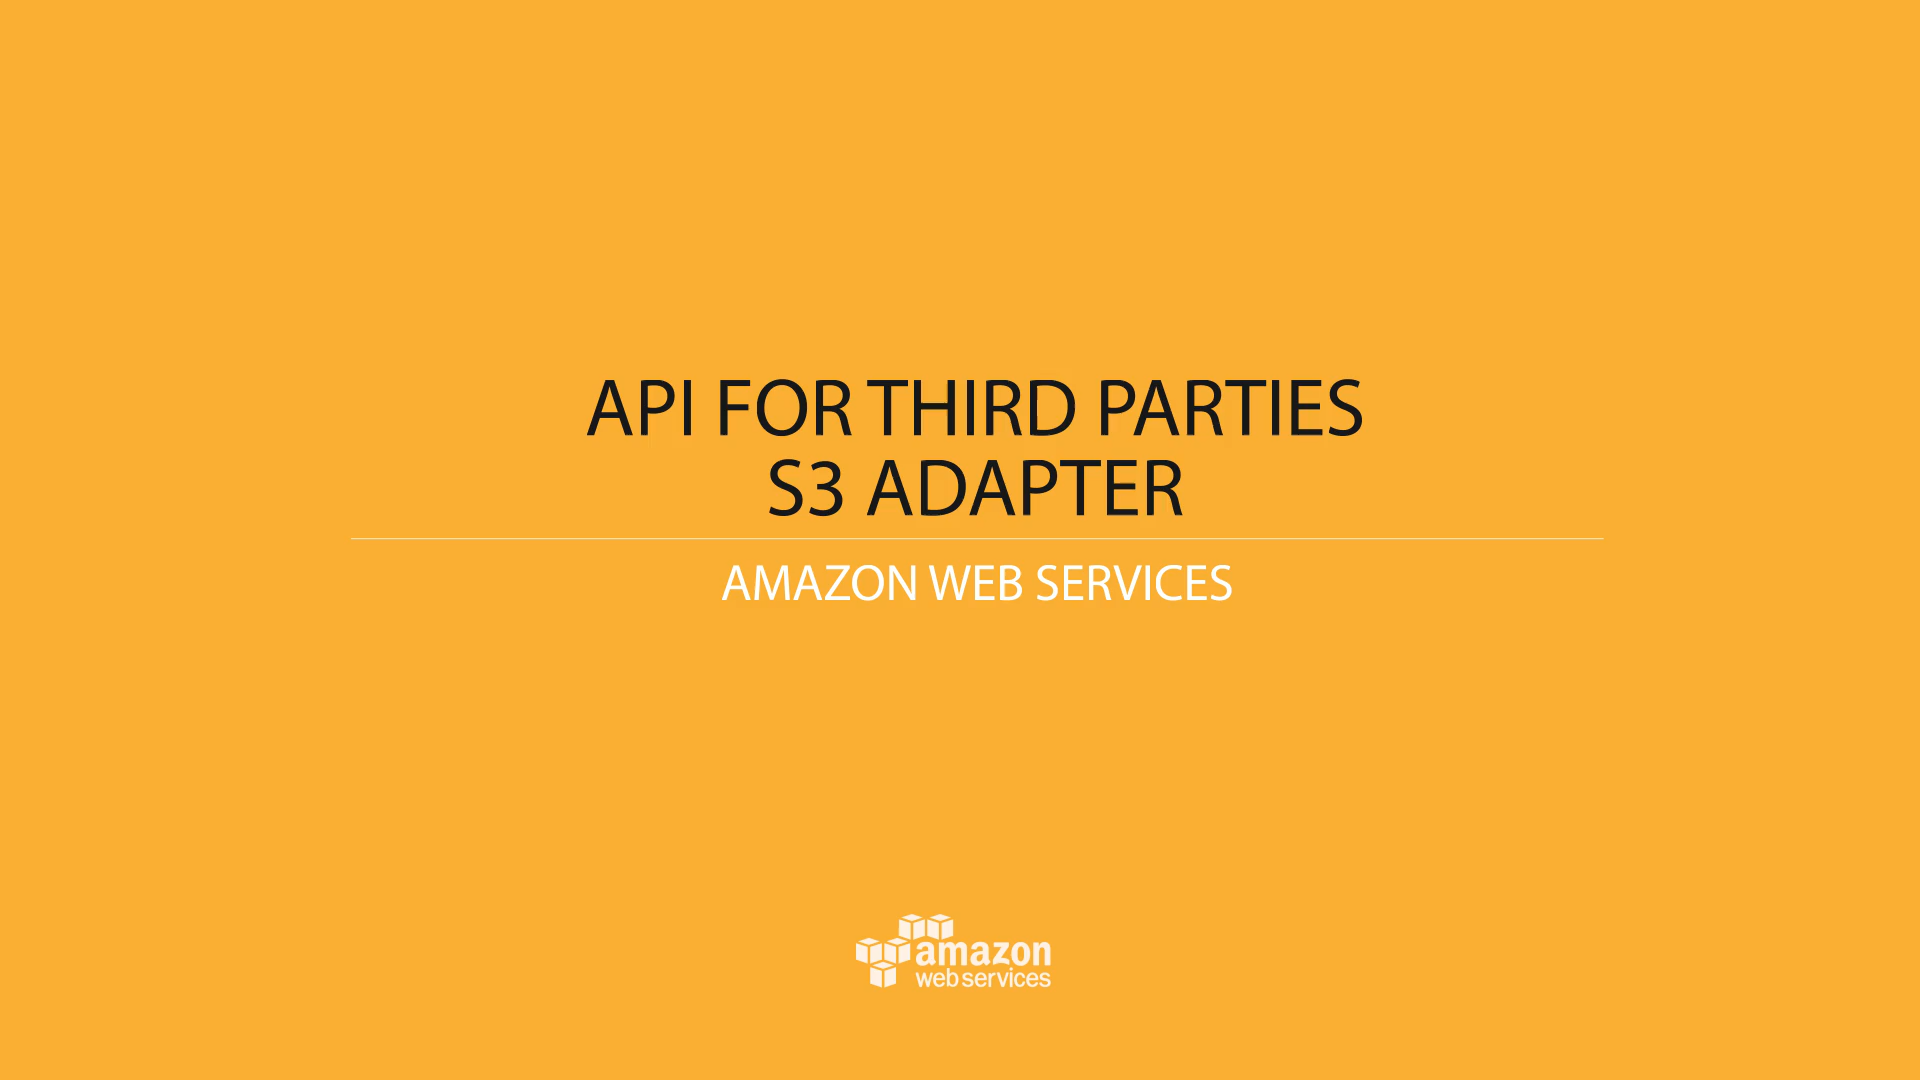 API FOR THIRD PARTIES
S3 ADAPTER
AMAZON WEB SERVICES
amazon
web services